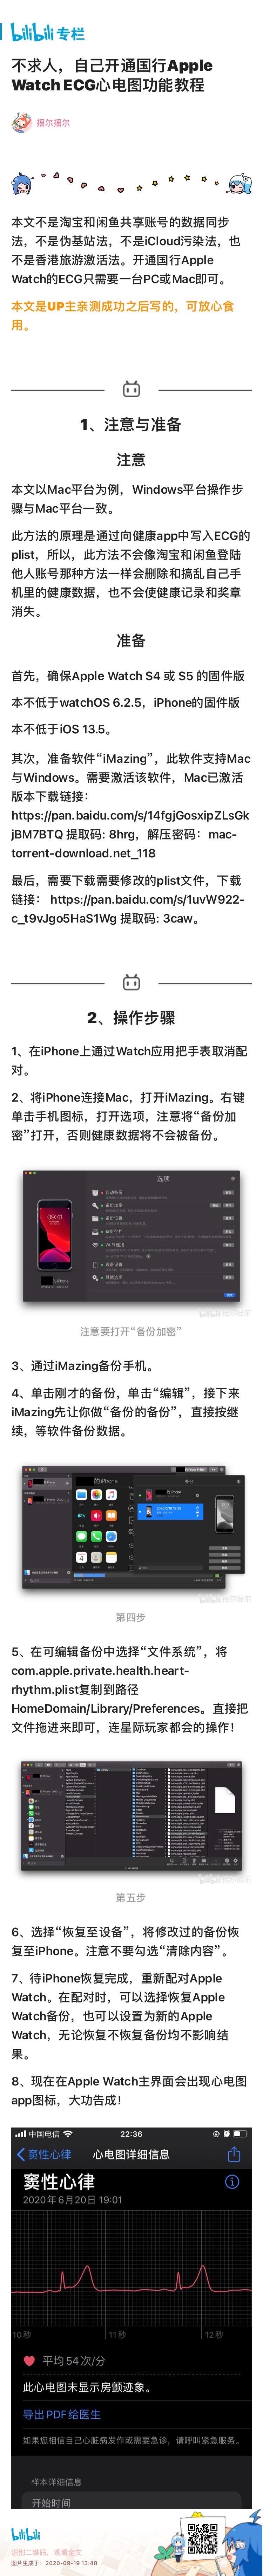 bilibili 专栏
不求人，自己开通国行Apple
Watch ECG心电图功能教程
本文不是淘宝和闲鱼共享账号的数据同步
法，不是伪基站法，不是iCloud污染法，也
不是香港旅游激活法。开通国行Apple
Watch的ECG只需要一台PC或Mac即可。
本文是UP主亲测成功之后写的，可放心食
用。
1、注意与准备
注意
本文以Mac平台为例，Windows平台操作步
骤与Mac平台一致。
此方法的原理是通过向健康app中写入ECG的
plist，所以，此方法不会像淘宝和闲鱼登陆
他人账号那种方法一样会删除和搞乱自己手
机里的健康数据，也不会使健康记录和奖章
消失。
准备
首先，确保Apple Watch S4 或 S5 的固件版
本不低于watchOS 6.2.5，iPhone的固件版
本不低于iOS 13.5。
其次，准备软件“iMazing”，此软件支持Mac
与Windows。需要激活该软件，Mac已激活
版本下载链接：
https://pan.baidu.com/s/14fgjGosxipZLsGk
jBM7BTQ 提取码: 8hrg，解压密码：mac-
torrent-download.net_118
最后，需要下载需要修改的plist文件，下载
链接： https://pan.baidu.com/s/1uvW922-
c_t9vJgo5HaS1Wg 提取码: 3caw。
2、操作步骤
1、在iPhone上通过Watch应用把手表取消配
对。
2、将iPhone连接Mac，打开iMazing。右键
单击手机图标，打开选项，注意将“备份加
密”打开，否则健康数据将不会被备份。
选项
09:41
的iPhone
注意要打开“备份加密”
3、通过iMazing备份手机。
4、单击刚才的备份，单击“编辑”，接下来
iMazing先让你做“备份的备份”，直接按继
续，等软件备份数据。
的iPhone
第四步
5、在可编辑备份中选择“文件系统”，将
com.apple.private.health.heart-
rhythm.plist复制到路径
HomeDomain/Library/Preferences。直接把
文件拖进来即可，连星际玩家都会的操作！
第五步
6、选择“恢复至设备”，将修改过的备份恢
复至iPhone。注意不要勾选“清除内容”。
7、待iPhone恢复完成，重新配对Apple
Watch。在配对时，可以选择恢复Apple
Watch备份，也可以设置为新的Apple
Watch，无论恢复不恢复备份均不影响结
果。
8、现在在Apple Watch主界面会出现心电图
app图标，大功告成！
中国电信 22:36
窦性心律 心电图详细信息
窦性心律
2020年6月20日 19:01
10秒 11秒 12秒
平均54次/分
此心电图未显示房颤迹象。
导出PDF给医生
如果您相信自己心脏病发作或需要急诊，请呼叫紧急服务。
样本详细信息
开始时间
bilibili
识别二维码，查看全文
图片生成于：2020-09-19 13:48